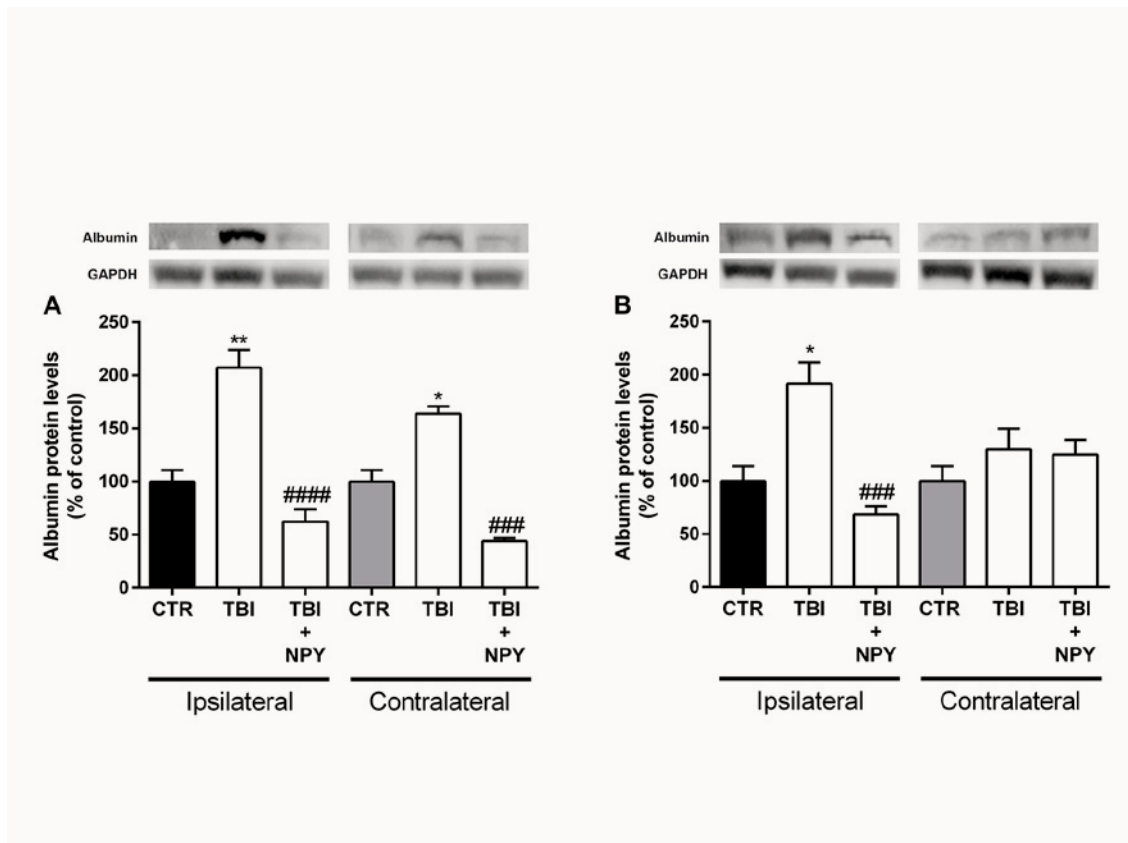 Albumin
GAPDH
A
Albumin protein levels
(% of control)
250
200
150
100
50
0
**
####
*
###
CTR TBI TBI + NPY CTR TBI TBI + NPY
Ipsilateral Contralateral
Albumin
GAPDH
B
Albumin protein levels
(% of control)
250
200
150
100
50
0
*
###
CTR TBI TBI + NPY CTR TBI TBI + NPY
Ipsilateral Contralateral